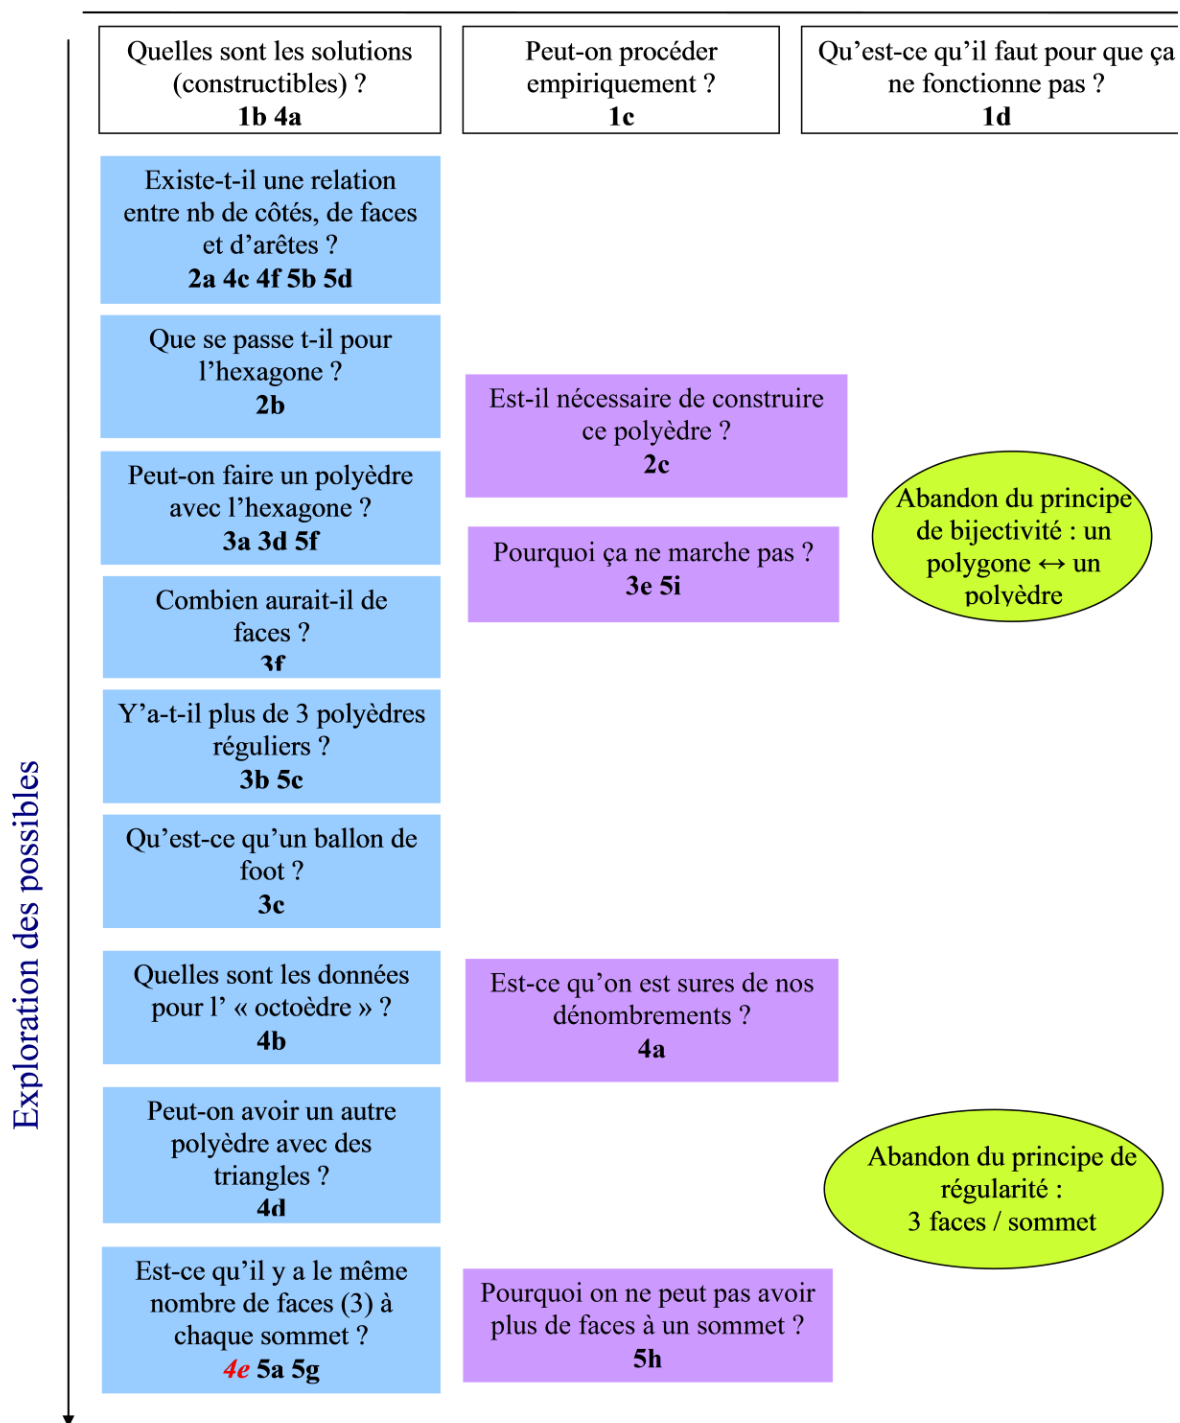 Quelles sont les solutions
(constructibles) ?
1b 4a
Peut-on procéder
empiriquement ?
1c
Qu'est-ce qu'il faut pour que ça
ne fonctionne pas ?
1d
Existe-t-il une relation
entre nb de côtés, de faces
et d'arêtes ?
2a 4c 4f 5b 5d
Que se passe t-il pour
l'hexagone ?
2b
Est-il nécessaire de construire
ce polyèdre ?
2c
Peut-on faire un polyèdre
avec l'hexagone ?
3a 3d 5f
Abandon du principe
de bijectivité : un
polygone ↔ un
polyèdre
Pourquoi ça ne marche pas ?
3e 5i
Combien aurait-il de
faces ?
3f
Y'a-t-il plus de 3 polyèdres
réguliers ?
3b 5c
Qu'est-ce qu'un ballon de
foot ?
3c
Exploration des possibles
Quelles sont les données
pour l' « octoèdre » ?
4b
Est-ce qu'on est sures de nos
dénombrements ?
4a
Peut-on avoir un autre
polyèdre avec des
triangles ?
4d
Abandon du principe de
régularité :
3 faces / sommet
Est-ce qu'il y a le même
nombre de faces (3) à
chaque sommet ?
4e 5a 5g
Pourquoi on ne peut pas avoir
plus de faces à un sommet ?
5h